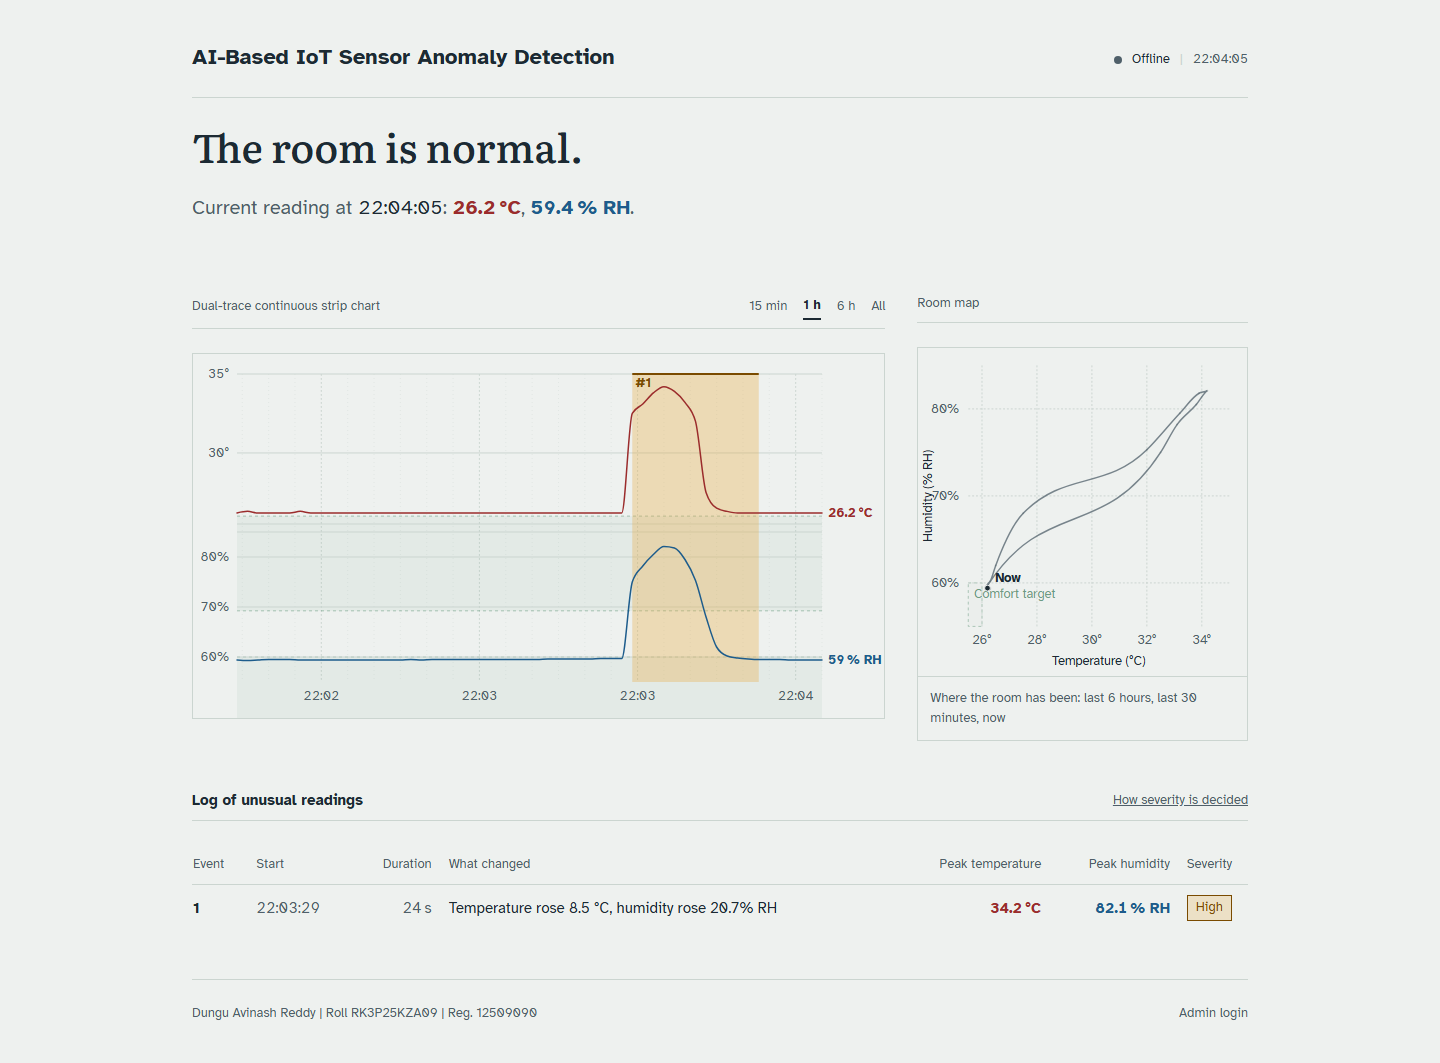 AI-Based IoT Sensor Anomaly Detection
Offline | 22:04:05
The room is normal.
Current reading at 22:04:05: 26.2 °C, 59.4 % RH.
Dual-trace continuous strip chart
15 min 1 h 6 h All
35°
30°
80%
70%
60%
#1
26.2 °C
59 % RH
22:02 22:03 22:03 22:04
Room map
Humidity (% RH)
80%
70%
60%
Now
Comfort target
26° 28° 30° 32° 34°
Temperature (°C)
Where the room has been: last 6 hours, last 30
minutes, now
Log of unusual readings
How severity is decided
Event Start Duration What changed Peak temperature Peak humidity Severity
1 22:03:29 24 s Temperature rose 8.5 °C, humidity rose 20.7% RH 34.2 °C 82.1 % RH High
Dungu Avinash Reddy | Roll RK3P25KZA09 | Reg. 12509090
Admin login